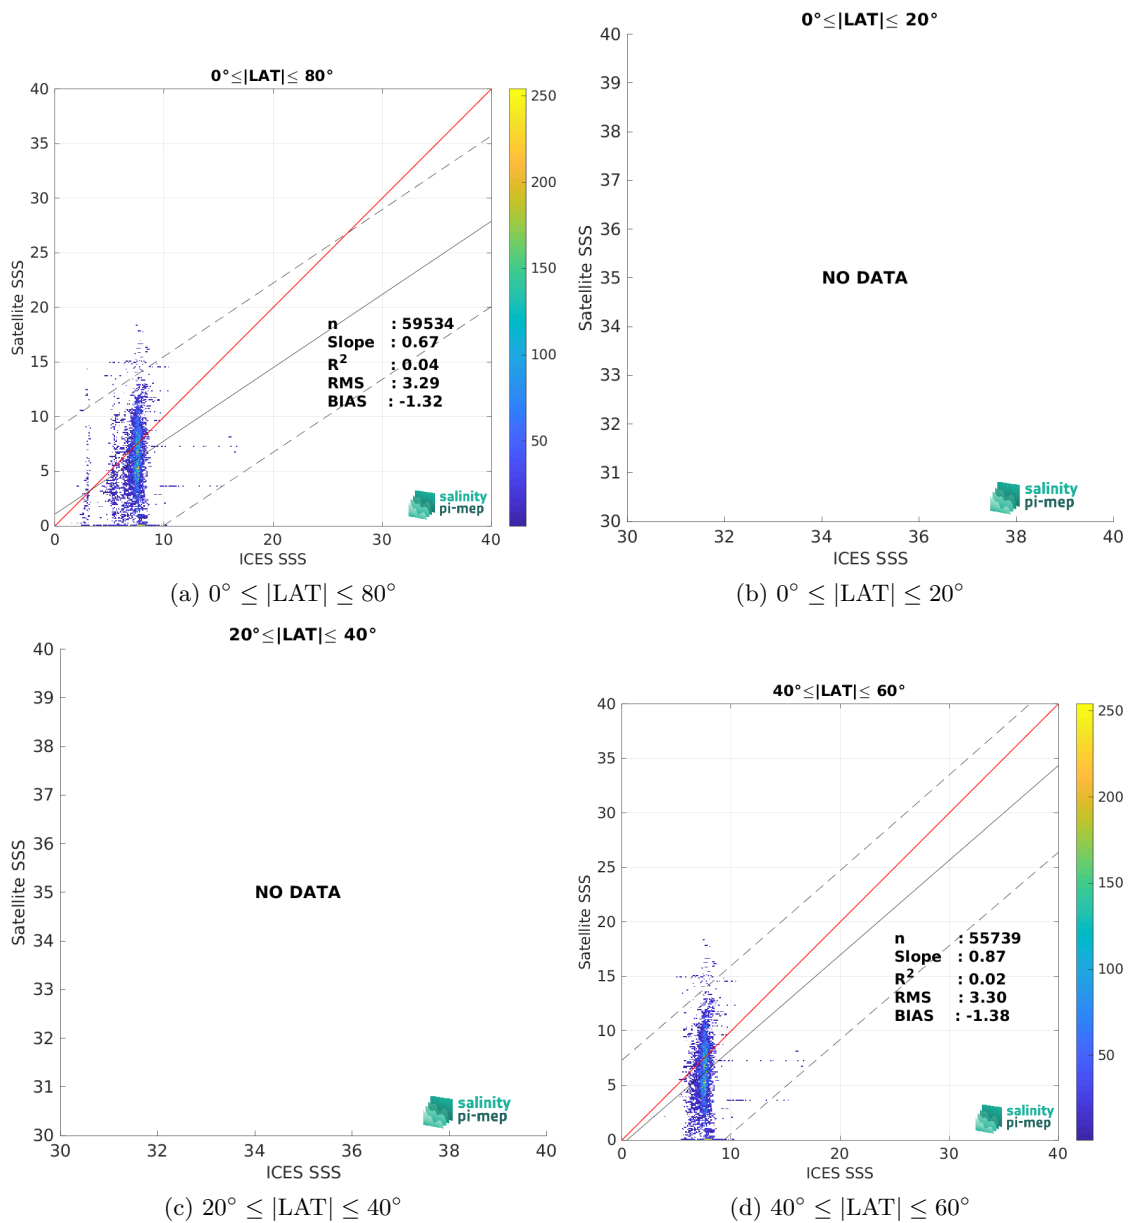 0°≤|LAT|≤ 80°
40
35
30
25
20
15
10
5
0
0
10
20
30
40
Satellite SSS
ICES SSS
n : 59534
Slope : 0.67
R² : 0.04
RMS : 3.29
BIAS : -1.32
salinity
pi-mep
250
200
150
100
50
(a) 0° ≤ |LAT| ≤ 80°
0°≤|LAT|≤ 20°
40
39
38
37
36
35
34
33
32
31
30
30
32
34
36
38
40
Satellite SSS
ICES SSS
NO DATA
salinity
pi-mep
(b) 0° ≤ |LAT| ≤ 20°
20°≤|LAT|≤ 40°
40
39
38
37
36
35
34
33
32
31
30
30
32
34
36
38
40
Satellite SSS
ICES SSS
NO DATA
salinity
pi-mep
(c) 20° ≤ |LAT| ≤ 40°
40°≤|LAT|≤ 60°
40
35
30
25
20
15
10
5
0
0
10
20
30
40
Satellite SSS
ICES SSS
n : 55739
Slope : 0.87
R² : 0.02
RMS : 3.30
BIAS : -1.38
salinity
pi-mep
250
200
150
100
50
(d) 40° ≤ |LAT| ≤ 60°